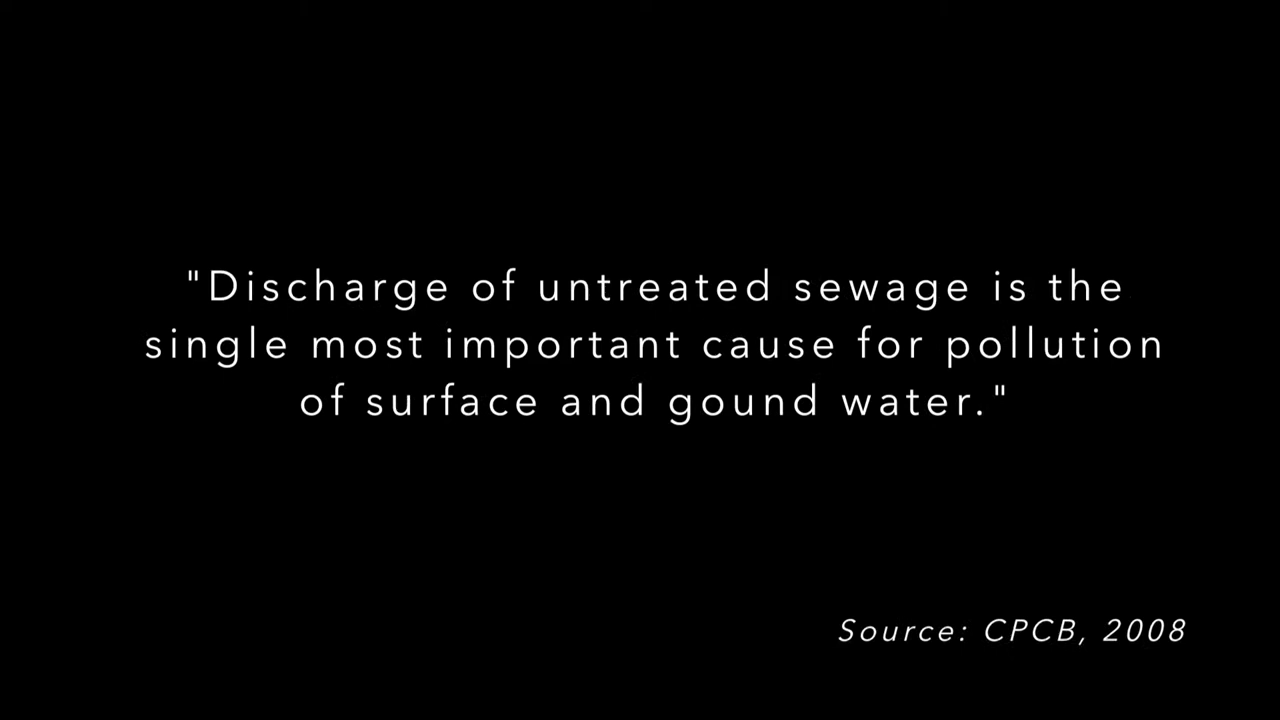 "Discharge of untreated sewage is the
single most important cause for pollution
of surface and gound water."
Source: CPCB, 2008